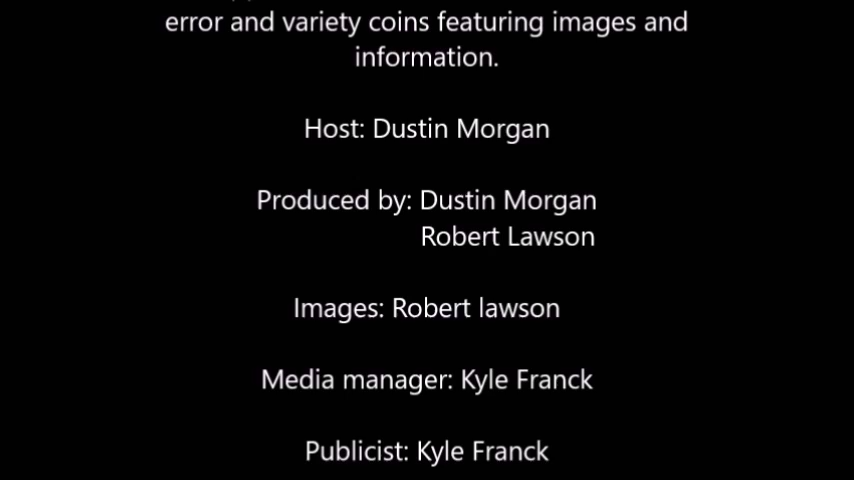 error and variety coins featuring images and
information.
Host: Dustin Morgan
Produced by: Dustin Morgan
Robert Lawson
Images: Robert lawson
Media manager: Kyle Franck
Publicist: Kyle Franck